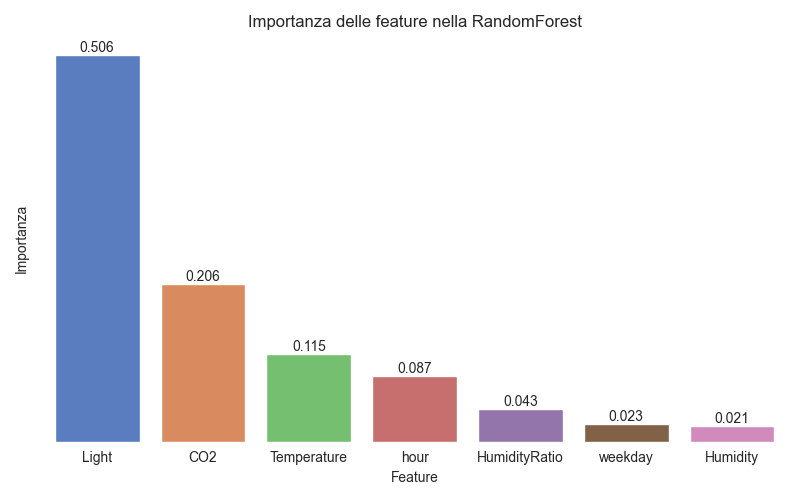 Importanza delle feature nella RandomForest
0.506
0.206
0.115
0.087
0.043
0.023
0.021
Importanza
Light
CO2
Temperature
hour
HumidityRatio
weekday
Humidity
Feature